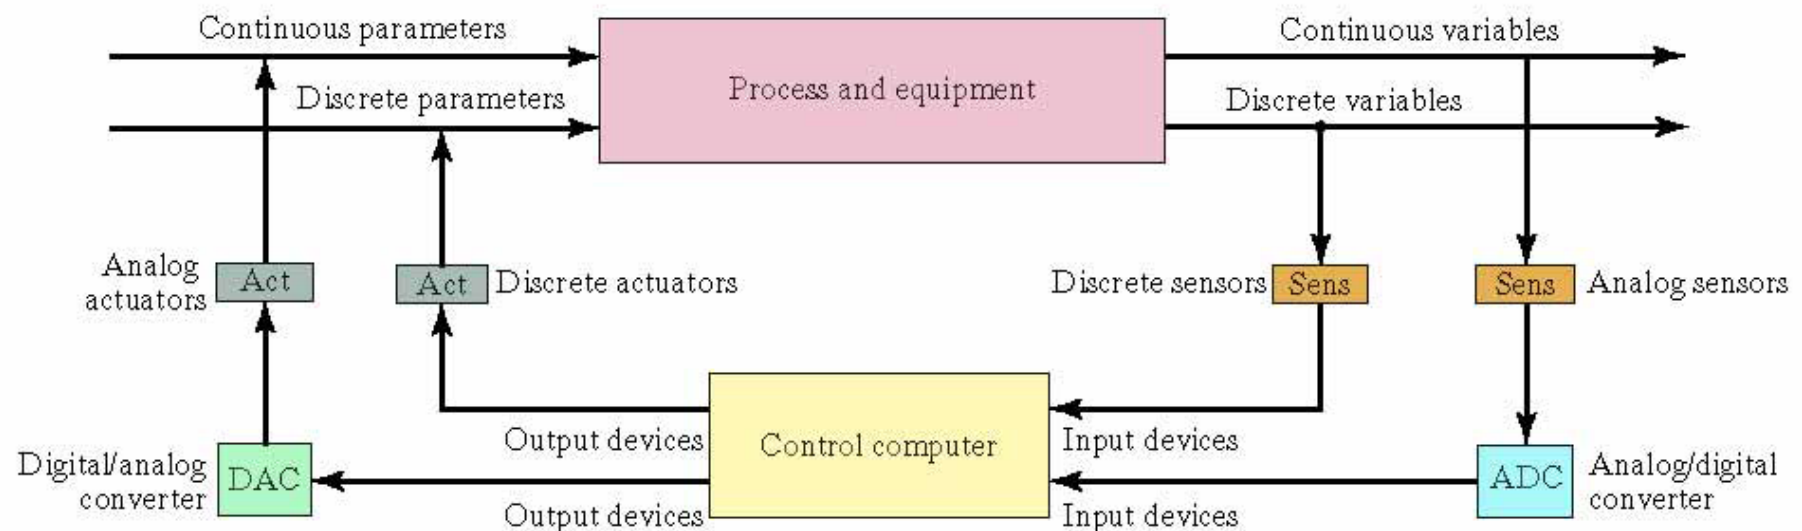 Continuous parameters
Continuous variables
Process and equipment
Discrete parameters
Discrete variables
Analog
actuators
Act
Act
Discrete actuators
Discrete sensors
Sens
Sens
Analog sensors
Output devices
Control computer
Input devices
Digital/analog
converter
DAC
ADC
Analog/digital
converter
Output devices
Input devices